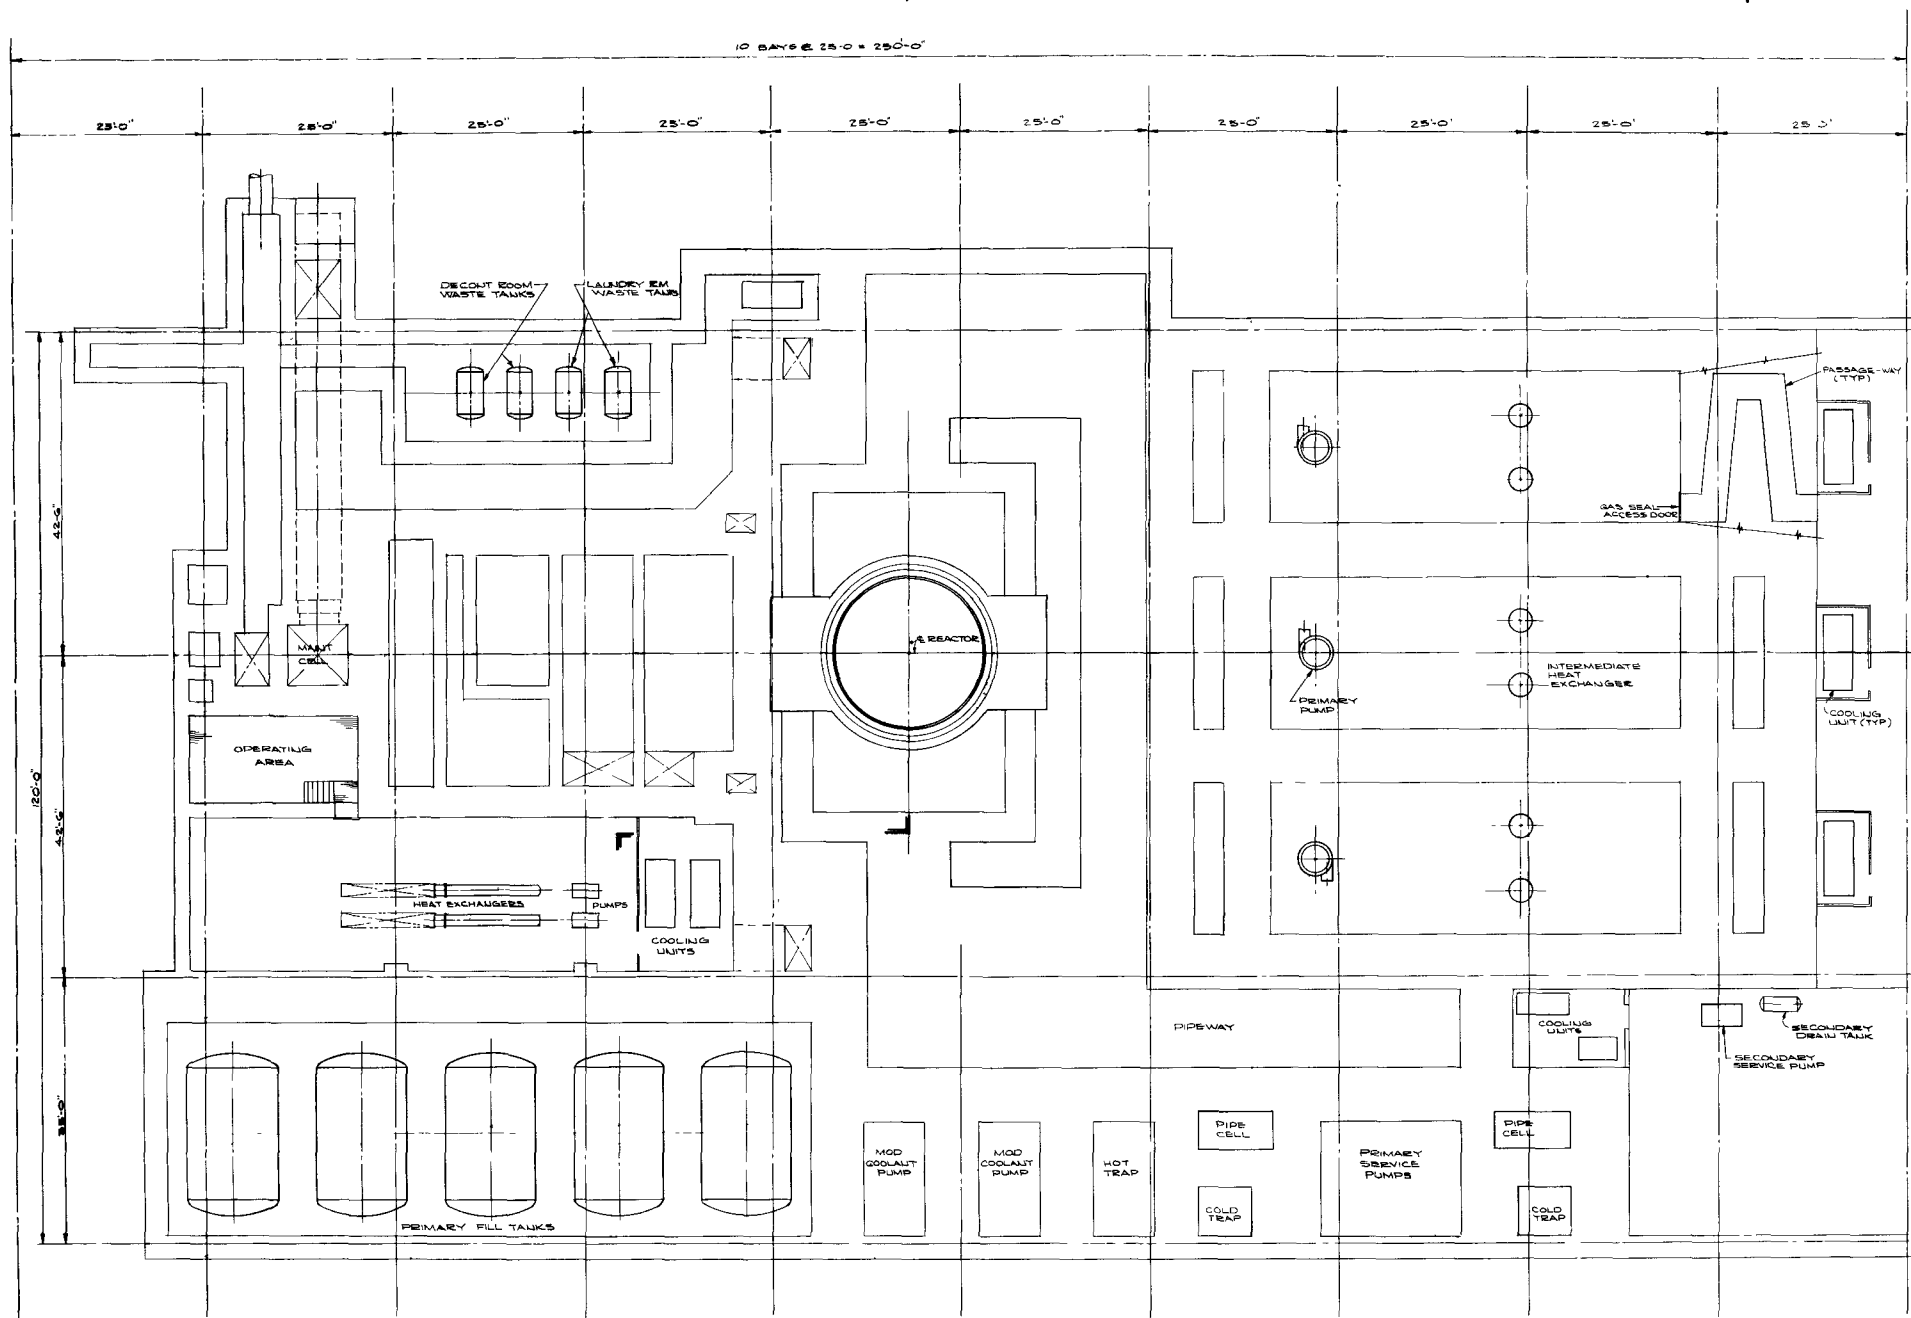 10 BAYS @ 25-0 = 250'-0"
25'-0"
25'-0"
25'-0"
25'-0"
25'-0"
25'-0"
25'-0"
25'-0'
25'-0'
DECONT ROOM
WASTE TANKS
LAUNDRY RM
WASTE TANKS
PASSAGE-WAY
(TYP)
GAS SEAL
ACCESS DOOR
42'-6"
MAINT
CELL
℄ REACTOR
PRIMARY
PUMP
INTERMEDIATE
HEAT
EXCHANGER
COOLING
UNIT (TYP)
OPERATING
AREA
120'-0"
42'-6"
HEAT EXCHANGERS
PUMPS
COOLING
UNITS
PIPEWAY
COOLING
UNITS
SECONDARY
DRAIN TANK
SECONDARY
SERVICE PUMP
35'-0"
PRIMARY FILL TANKS
MOD
COOLANT
PUMP
MOD
COOLANT
PUMP
HOT
TRAP
PIPE
CELL
COLD
TRAP
PRIMARY
SERVICE
PUMPS
PIPE
CELL
COLD
TRAP